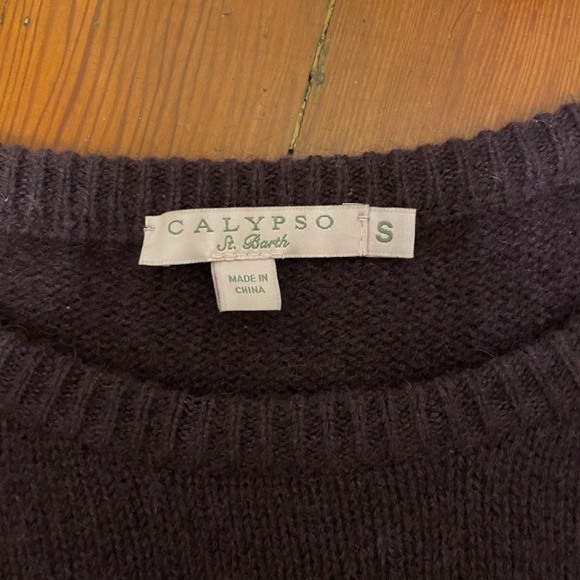 CALYPSO
St. Barth
S
MADE IN
CHINA